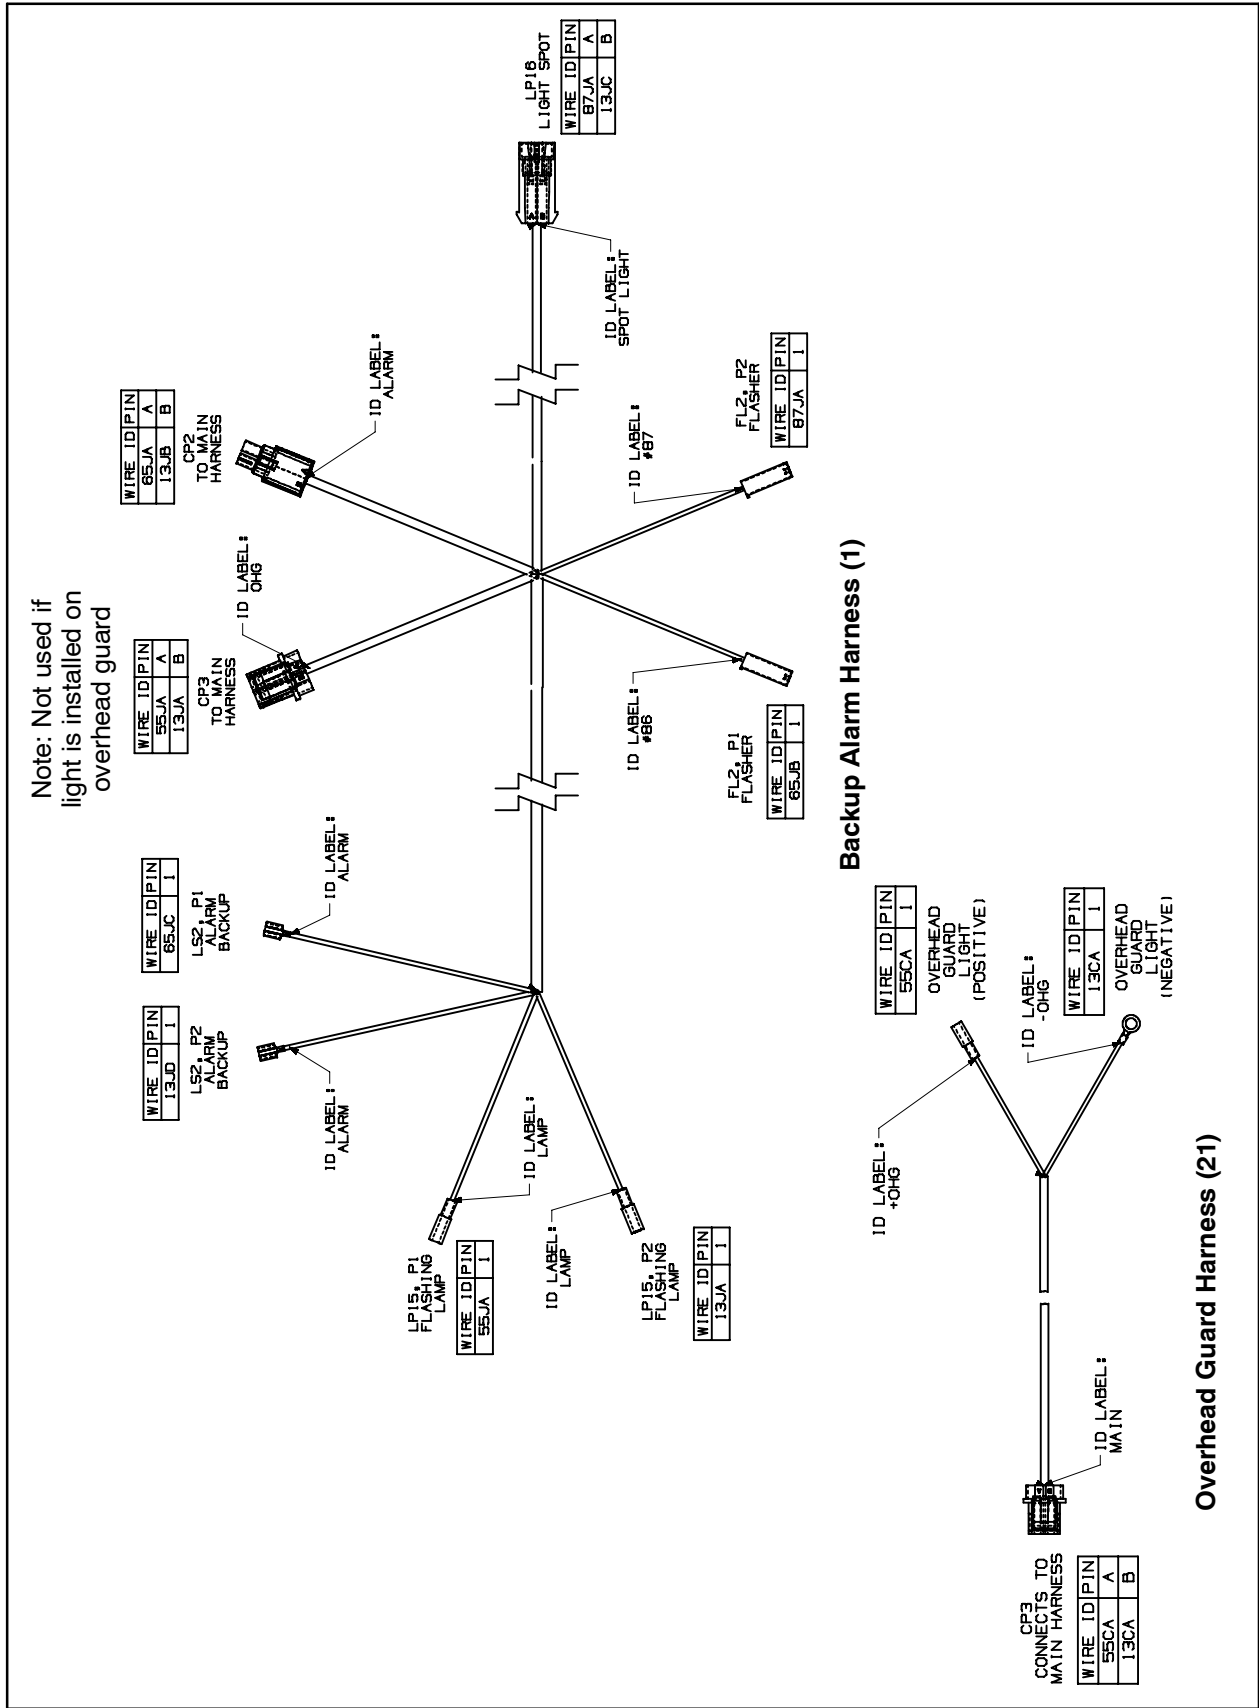 Note: Not used if
light is installed on
overhead guard
WIRE ID PIN
13JD 1
LS2, P2
ALARM
BACKUP
WIRE ID PIN
65JC 1
LS2, P1
ALARM
BACKUP
WIRE ID PIN
55JA A
13JA B
CP3
TO MAIN
HARNESS
WIRE ID PIN
65JA A
13JB B
CP2
TO MAIN
HARNESS
ID LABEL:
ALARM
ID LABEL:
ALARM
ID LABEL:
OHG
ID LABEL:
ALARM
LP16
LIGHT SPOT
WIRE ID PIN
87JA A
13JC B
ID LABEL:
SPOT LIGHT
LP15, P1
FLASHING
LAMP
WIRE ID PIN
55JA 1
ID LABEL:
LAMP
ID LABEL:
LAMP
LP15, P2
FLASHING
LAMP
WIRE ID PIN
13JA 1
ID LABEL:
#86
ID LABEL:
#87
FL2, P1
FLASHER
WIRE ID PIN
65JB 1
FL2, P2
FLASHER
WIRE ID PIN
87JA 1
Backup Alarm Harness (1)
ID LABEL:
+OHG
WIRE ID PIN
55CA 1
OVERHEAD
GUARD
LIGHT
(POSITIVE)
ID LABEL:
-OHG
WIRE ID PIN
13CA 1
OVERHEAD
GUARD
LIGHT
(NEGATIVE)
CP3
CONNECTS TO
MAIN HARNESS
WIRE ID PIN
55CA A
13CA B
ID LABEL:
MAIN
Overhead Guard Harness (21)